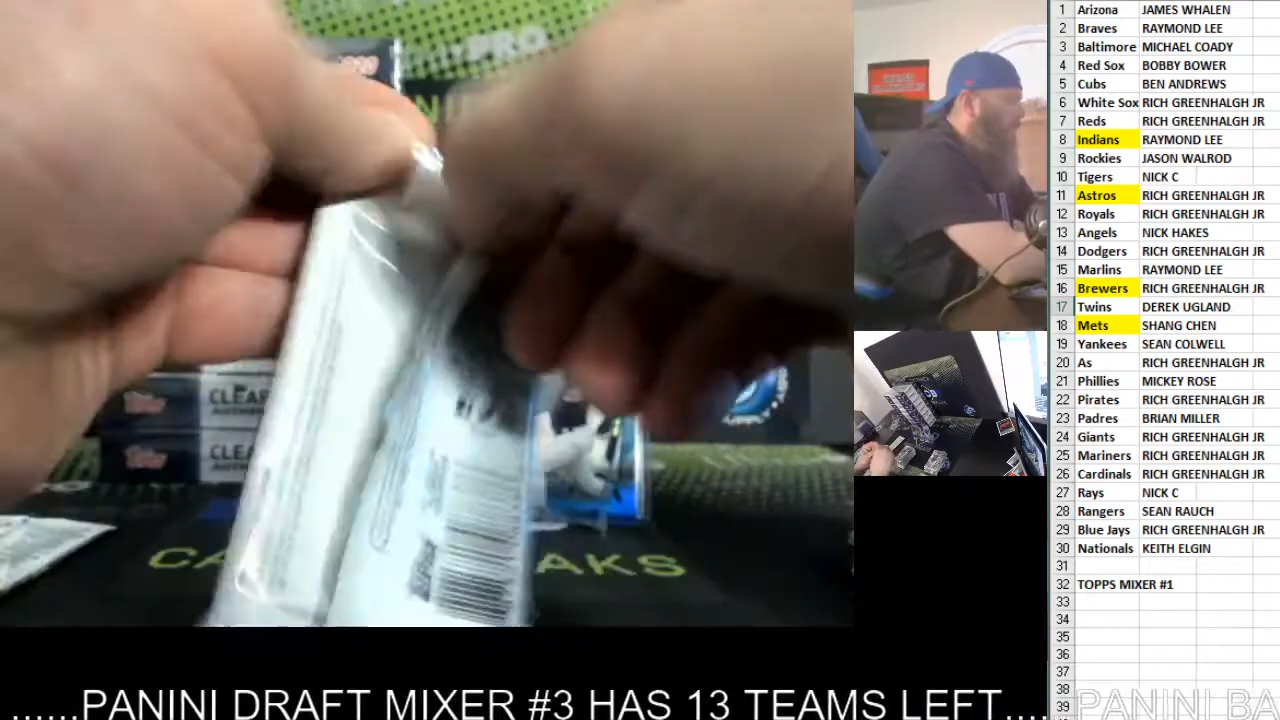 PRO
Topps
CLEAR
AUTH
Topps
CLEA
AKS
1 Arizona JAMES WHALEN
2 Braves RAYMOND LEE
3 Baltimore MICHAEL COADY
4 Red Sox BOBBY BOWER
5 Cubs BEN ANDREWS
6 White Sox RICH GREENHALGH JR
7 Reds RICH GREENHALGH JR
8 Indians RAYMOND LEE
9 Rockies JASON WALROD
10 Tigers NICK C
11 Astros RICH GREENHALGH JR
12 Royals RICH GREENHALGH JR
13 Angels NICK HAKES
14 Dodgers RICH GREENHALGH JR
15 Marlins RAYMOND LEE
16 Brewers RICH GREENHALGH JR
17 Twins DEREK UGLAND
18 Mets SHANG CHEN
19 Yankees SEAN COLWELL
20 As RICH GREENHALGH JR
21 Phillies MICKEY ROSE
22 Pirates RICH GREENHALGH JR
23 Padres BRIAN MILLER
24 Giants RICH GREENHALGH JR
25 Mariners RICH GREENHALGH JR
26 Cardinals RICH GREENHALGH JR
27 Rays NICK C
28 Rangers SEAN RAUCH
29 Blue Jays RICH GREENHALGH JR
30 Nationals KEITH ELGIN
31
32 TOPPS MIXER #1
33
34
35
36
37
38
39
......PANINI DRAFT MIXER #3 HAS 13 TEAMS LEFT.... PANINI BA